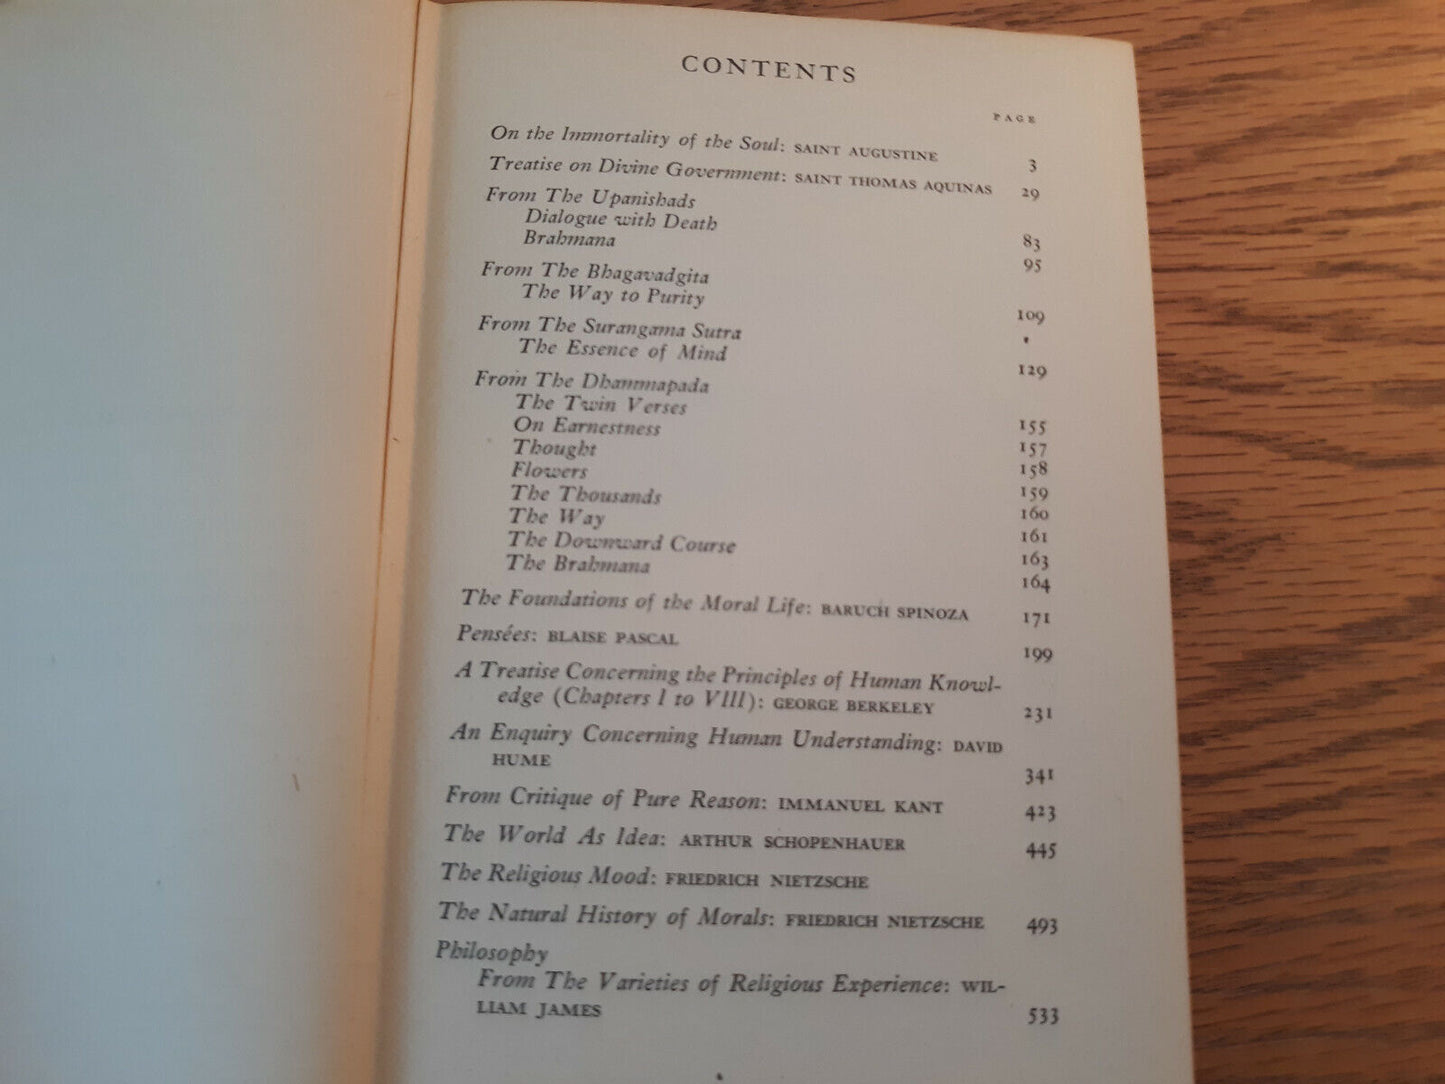 CONTENTS
PAGE
On the Immortality of the Soul: SAINT AUGUSTINE 3
Treatise on Divine Government: SAINT THOMAS AQUINAS 29
From The Upanishads
Dialogue with Death 83
Brahmana 95
From The Bhagavadgita
The Way to Purity 109
From The Surangama Sutra
The Essence of Mind 129
From The Dhammapada
The Twin Verses 155
On Earnestness 157
Thought 158
Flowers 159
The Thousands 160
The Way 161
The Downward Course 163
The Brahmana 164
The Foundations of the Moral Life: BARUCH SPINOZA 171
Pensées: BLAISE PASCAL 199
A Treatise Concerning the Principles of Human Knowl-
edge (Chapters I to VIII): GEORGE BERKELEY 231
An Enquiry Concerning Human Understanding: DAVID
HUME 341
From Critique of Pure Reason: IMMANUEL KANT 423
The World As Idea: ARTHUR SCHOPENHAUER 445
The Religious Mood: FRIEDRICH NIETZSCHE
The Natural History of Morals: FRIEDRICH NIETZSCHE 493
Philosophy
From The Varieties of Religious Experience: WIL-
LIAM JAMES 533